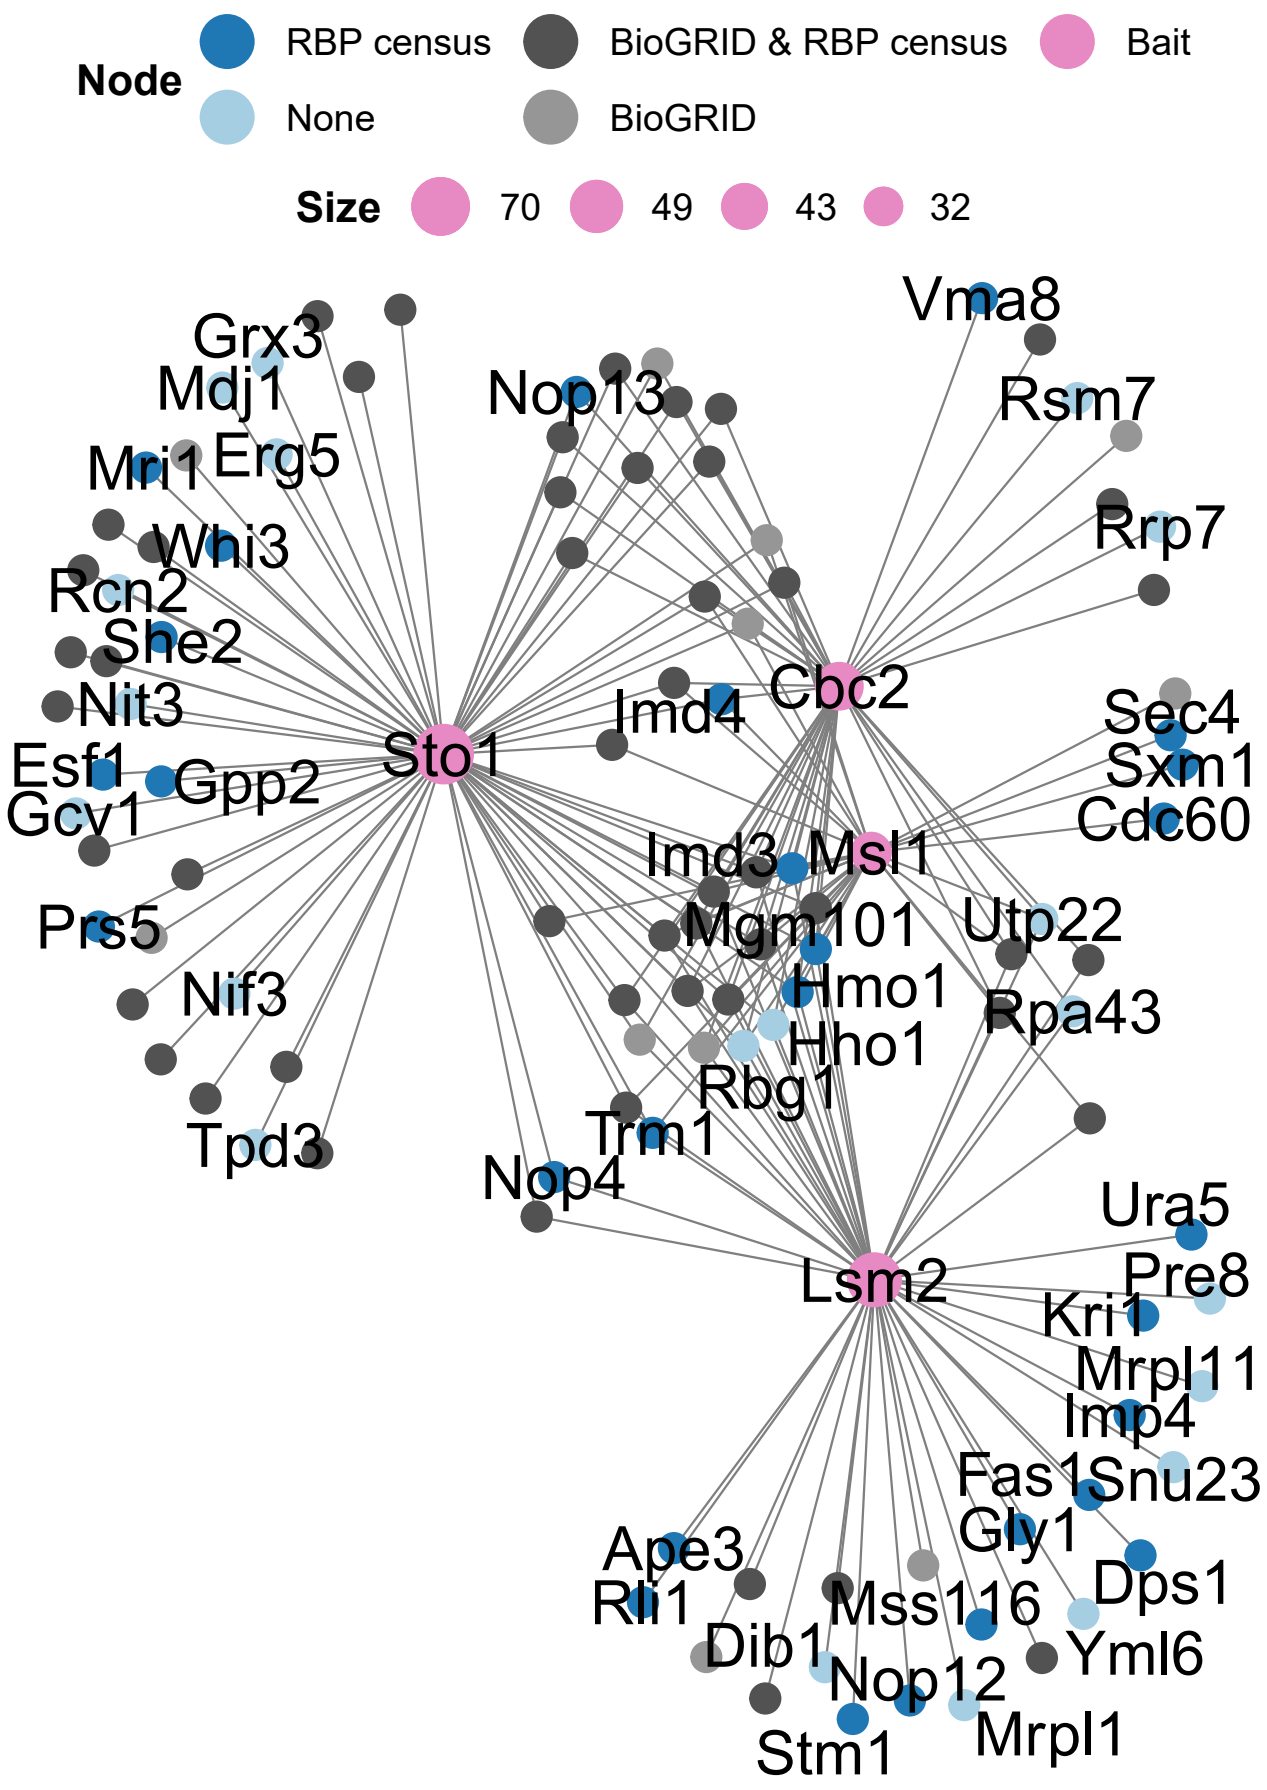 Node
RBP census
BioGRID & RBP census
Bait
None
BioGRID
Size
70
49
43
32
Vma8
Grx3
Mdj1
Nop13
Rsm7
Mri1
Erg5
Rrp7
Whi3
Rcn2
She2
Nit3
Imd4
Cbc2
Sec4
Sto1
Esf1
Gpp2
Sxm1
Gcv1
Cdc60
Imd3
Msl1
Prs5
Mgm101
Utp22
Nif3
Hmo1
Rpa43
Hho1
Rbg1
Tpd3
Trm1
Nop4
Ura5
Lsm2
Pre8
Kri1
Mrpl11
Imp4
Fas1
Snu23
Gly1
Ape3
Dps1
Rli1
Mss116
Dib1
Yml6
Nop12
Mrpl1
Stm1